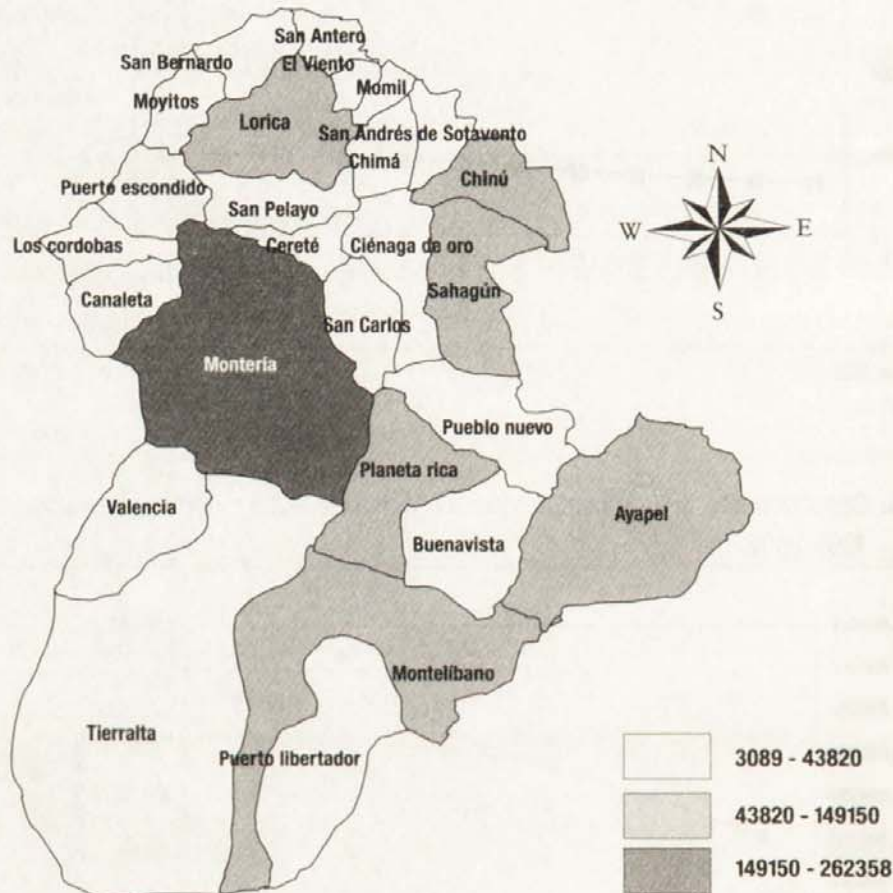 San Antero
San Bernardo
El Viento
Momil
Moyitos
Lorica
San Andrés de Sotavento
Chimá
Chinú
Puerto escondido
San Pelayo
Los cordobas
Cereté
Ciénaga de oro
Canaleta
Sahagún
San Carlos
Montería
Pueblo nuevo
Planeta rica
Valencia
Ayapel
Buenavista
Montelíbano
Tierralta
Puerto libertador
N
W
E
S
3089 - 43820
43820 - 149150
149150 - 262358